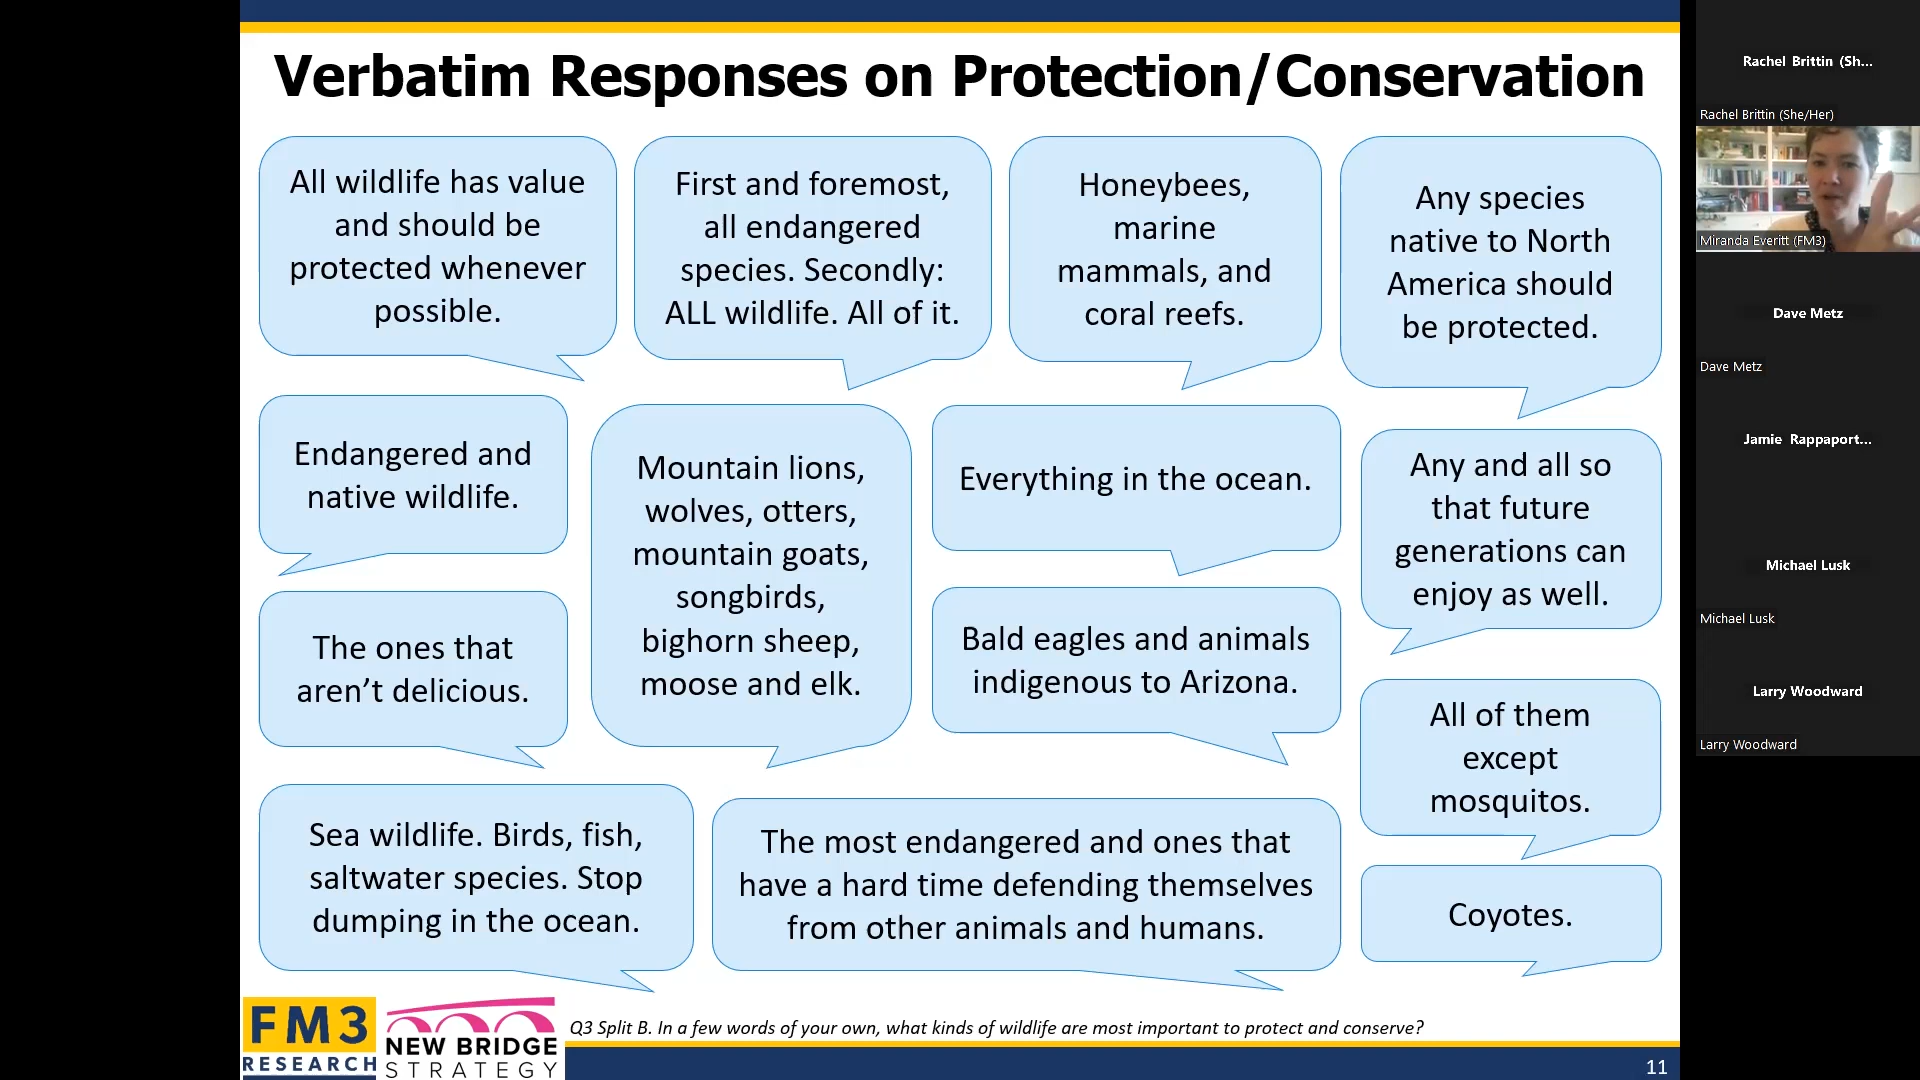 Verbatim Responses on Protection/Conservation
All wildlife has value
and should be
protected whenever
possible.
First and foremost,
all endangered
species. Secondly:
ALL wildlife. All of it.
Honeybees,
marine
mammals, and
coral reefs.
Any species
native to North
America should
be protected.
Endangered and
native wildlife.
Mountain lions,
wolves, otters,
mountain goats,
songbirds,
bighorn sheep,
moose and elk.
Everything in the ocean.
Any and all so
that future
generations can
enjoy as well.
The ones that
aren’t delicious.
Bald eagles and animals
indigenous to Arizona.
All of them
except
mosquitos.
Sea wildlife. Birds, fish,
saltwater species. Stop
dumping in the ocean.
The most endangered and ones that
have a hard time defending themselves
from other animals and humans.
Coyotes.
FM3
RESEARCH
NEW BRIDGE
STRATEGY
Q3 Split B. In a few words of your own, what kinds of wildlife are most important to protect and conserve?
11
Rachel Brittin (Sh...
Rachel Brittin (She/Her)
Miranda Everitt (FM3)
Dave Metz
Dave Metz
Jamie Rappaport...
Michael Lusk
Michael Lusk
Larry Woodward
Larry Woodward